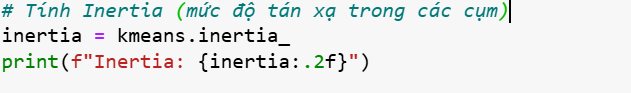 # Tính Inertia (mức độ tán xạ trong các cụm)
inertia = kmeans.inertia_
print(f"Inertia: {inertia:.2f}")